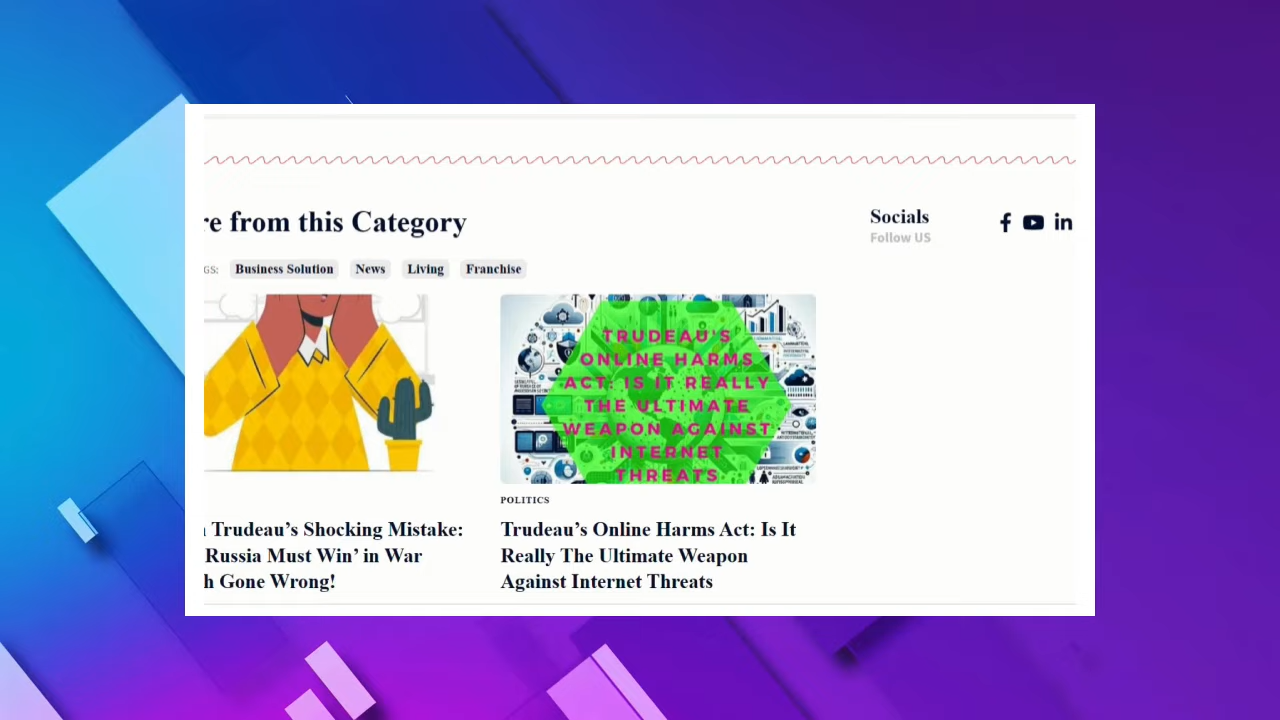 re from this Category
Socials
Follow US
GS:
Business Solution
News
Living
Franchise
TRUDEAU'S
ONLINE HARMS
ACT: IS IT REALLY
THE ULTIMATE
WEAPON AGAINST
INTERNET
THREATS
POLITICS
Trudeau’s Shocking Mistake:
Russia Must Win’ in War
h Gone Wrong!
Trudeau’s Online Harms Act: Is It
Really The Ultimate Weapon
Against Internet Threats